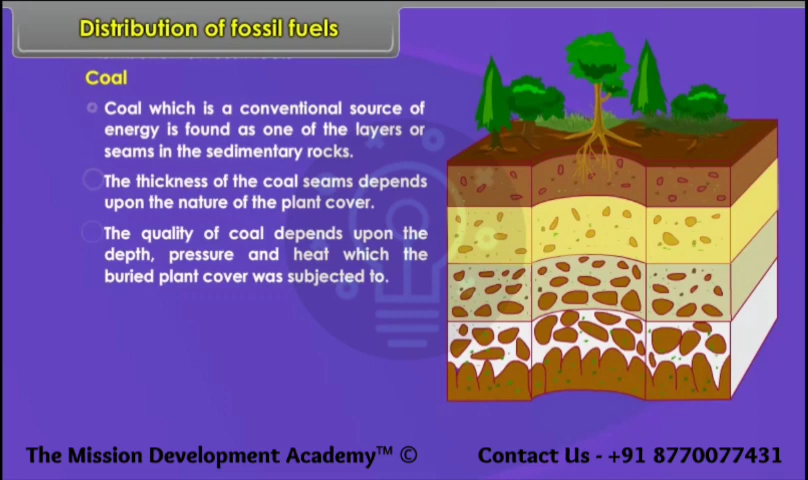 Distribution of fossil fuels
Coal
Coal which is a conventional source of
energy is found as one of the layers or
seams in the sedimentary rocks.
The thickness of the coal seams depends
upon the nature of the plant cover.
The quality of coal depends upon the
depth, pressure and heat which the
buried plant cover was subjected to.
The Mission Development Academy™ ©
Contact Us - +91 8770077431